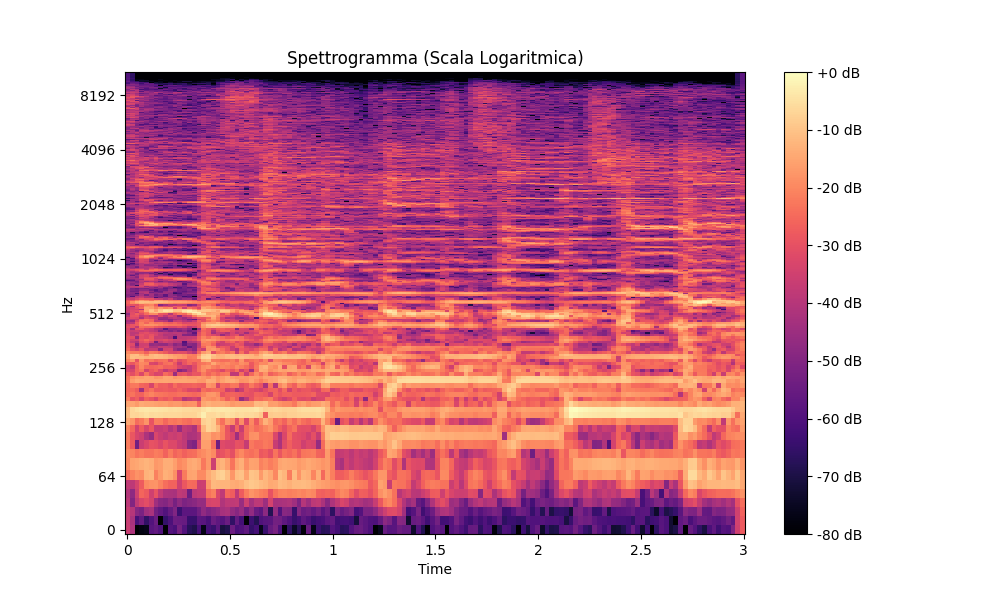 Spettrogramma (Scala Logaritmica)
Hz
8192
4096
2048
1024
512
256
128
64
0
0
0.5
1
1.5
2
2.5
3
Time
+0 dB
-10 dB
-20 dB
-30 dB
-40 dB
-50 dB
-60 dB
-70 dB
-80 dB